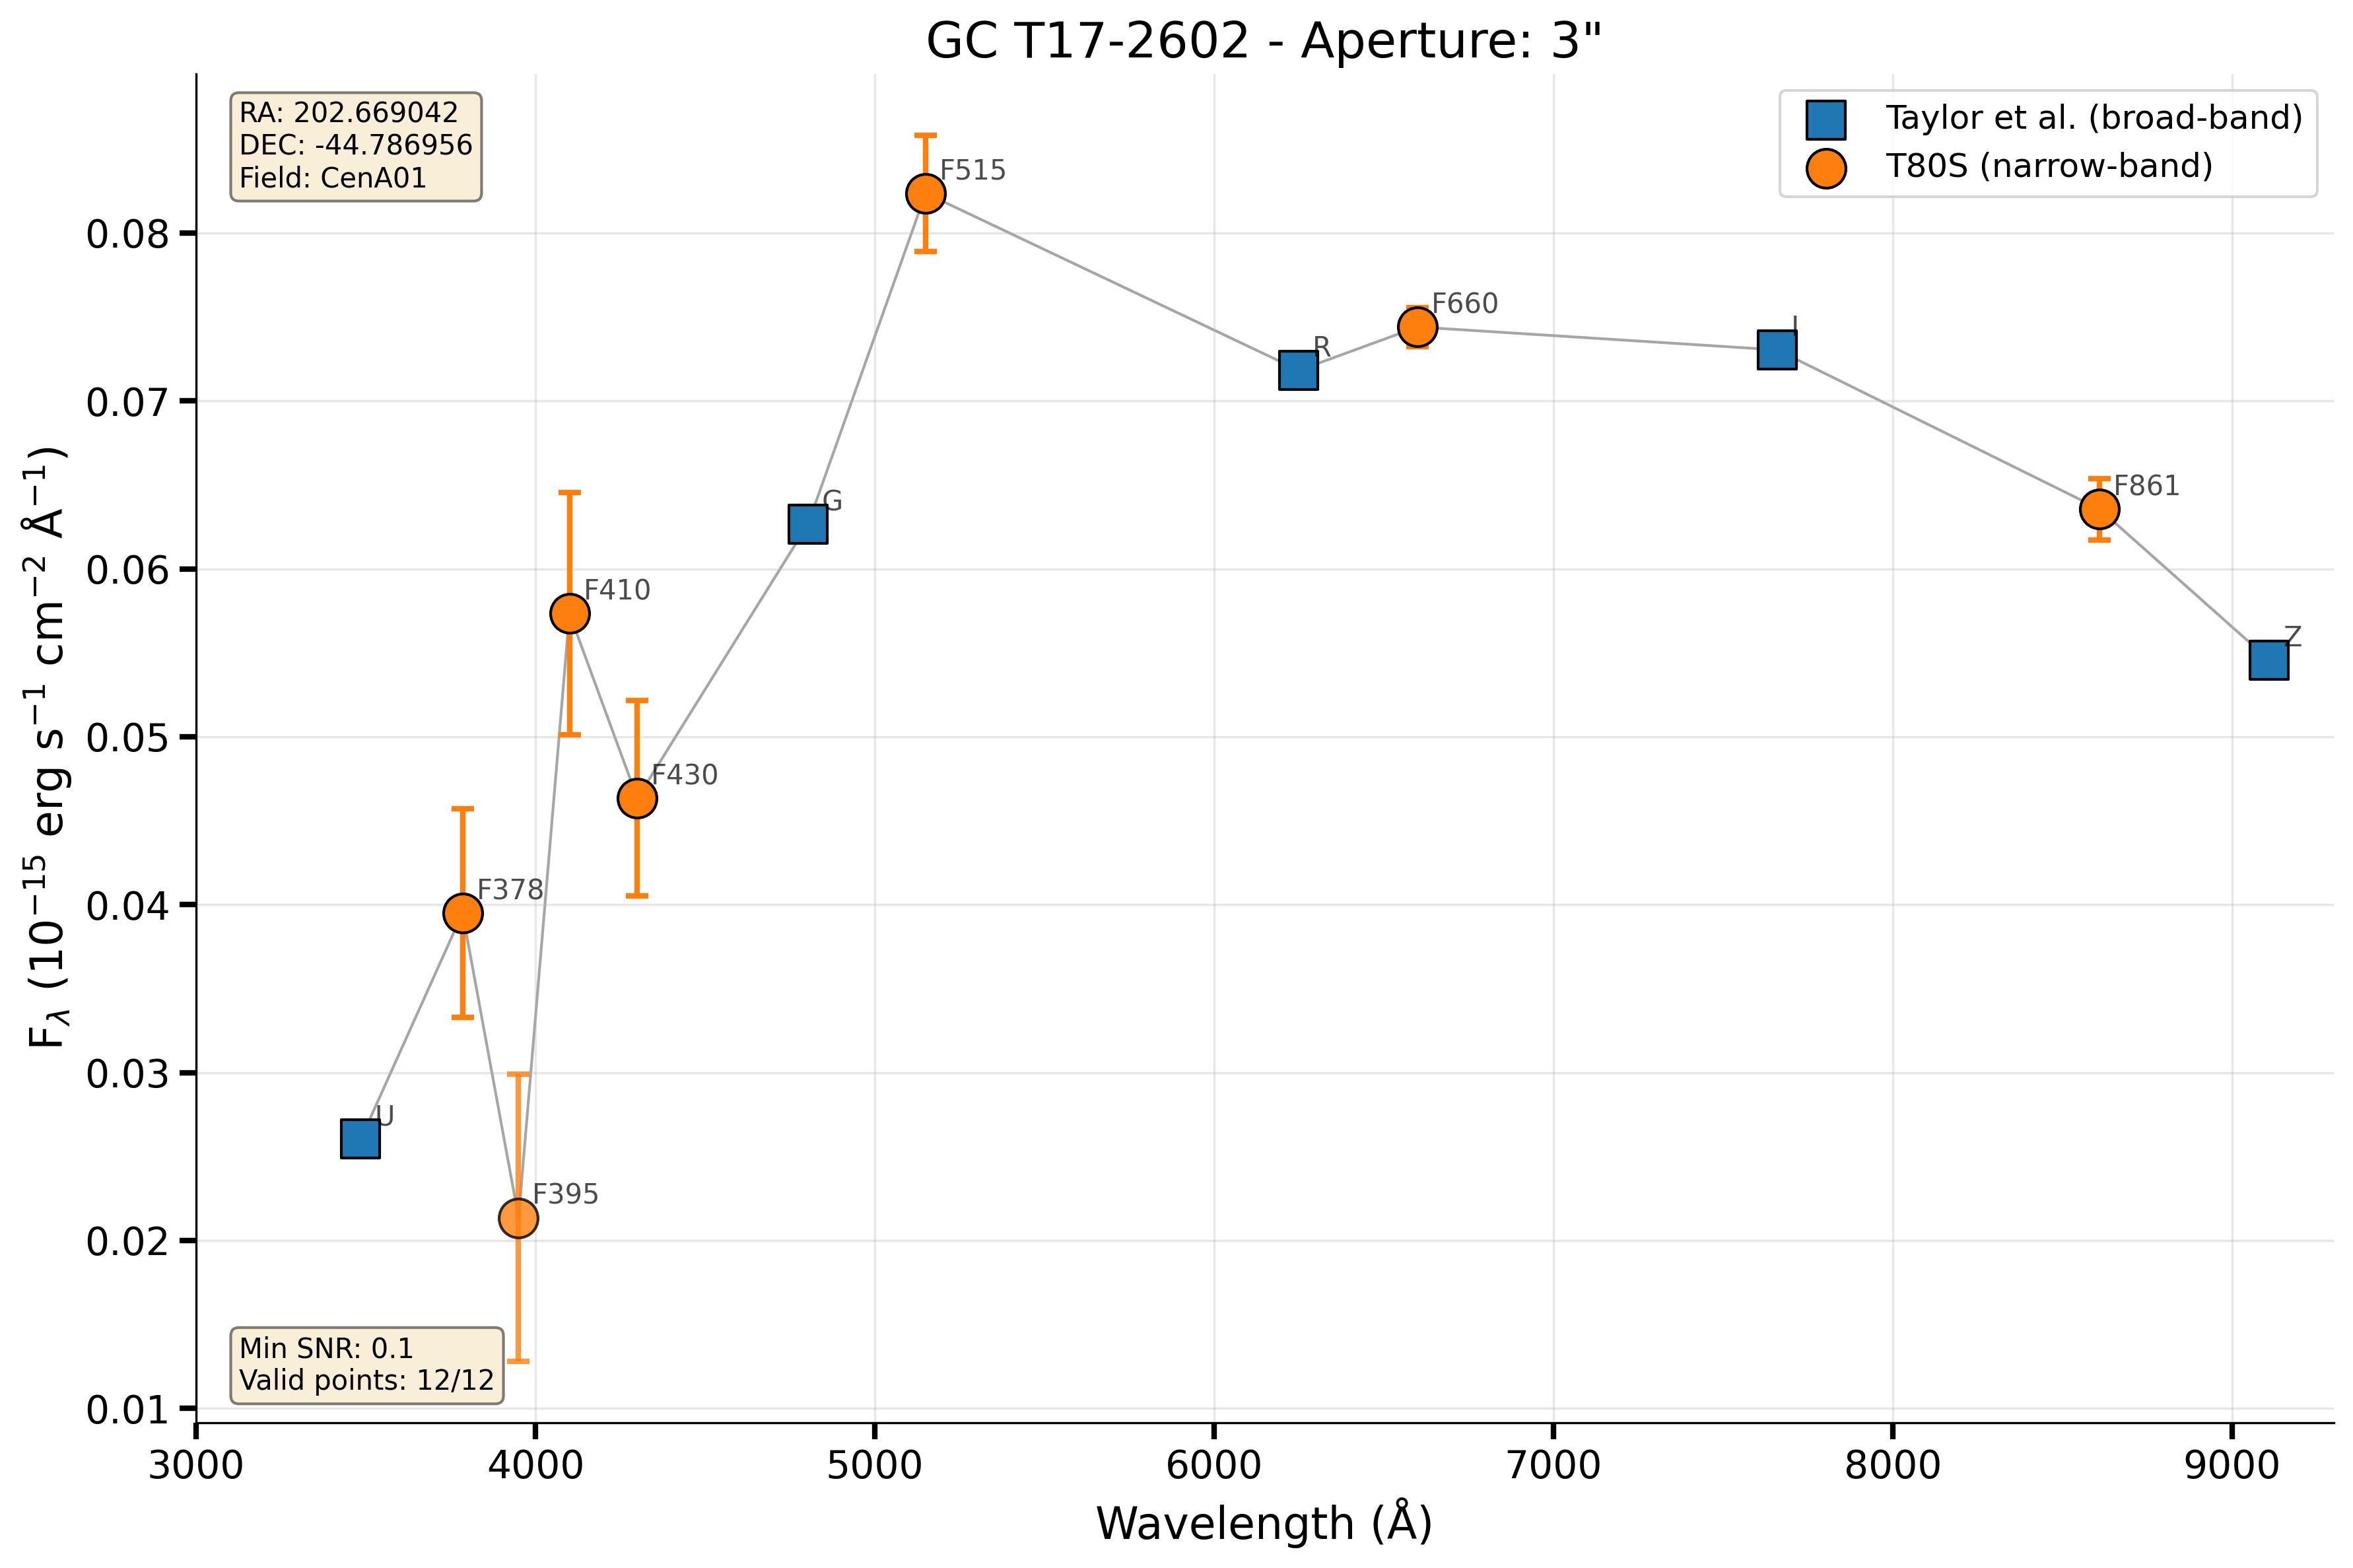 GC T17-2602 - Aperture: 3"
RA: 202.669042
DEC: -44.786956
Field: CenA01
Taylor et al. (broad-band)
T80S (narrow-band)
F515
F660
R
I
F861
G
Z
F410
F430
F378
U
F395
Min SNR: 0.1
Valid points: 12/12
0.08
0.07
0.06
0.05
0.04
0.03
0.02
0.01
F_λ (10⁻¹⁵ erg s⁻¹ cm⁻² Å⁻¹)
3000 4000 5000 6000 7000 8000 9000
Wavelength (Å)